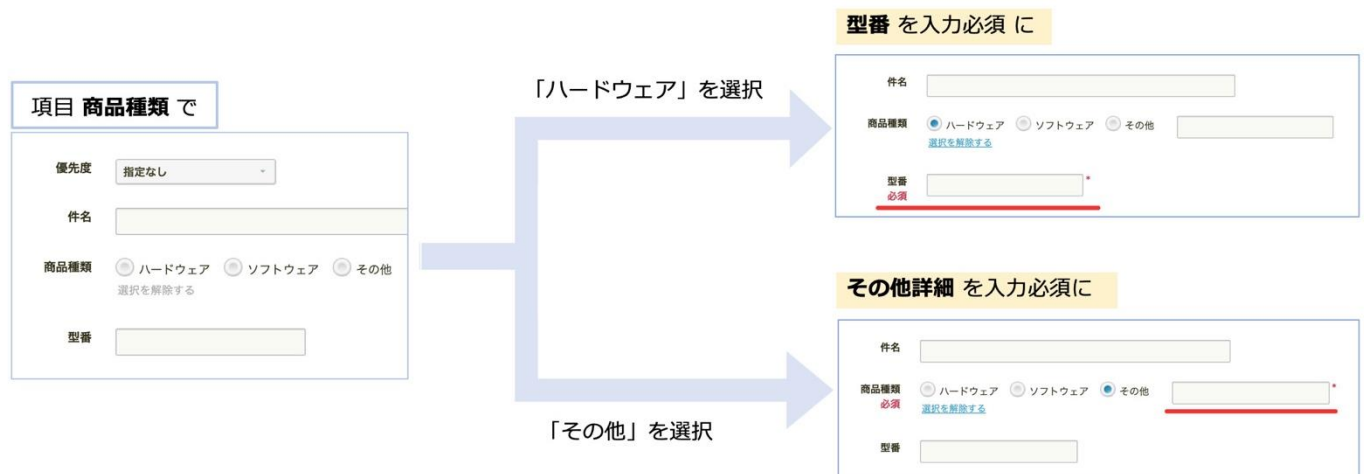 項目 商品種類 で
優先度 指定なし
件名
商品種類 ハードウェア ソフトウェア その他
選択を解除する
型番
「ハードウェア」を選択
「その他」を選択
型番 を入力必須 に
件名
商品種類 ハードウェア ソフトウェア その他
選択を解除する
型番 *
必須
その他詳細 を入力必須に
件名
商品種類 ハードウェア ソフトウェア その他 *
必須 選択を解除する
型番